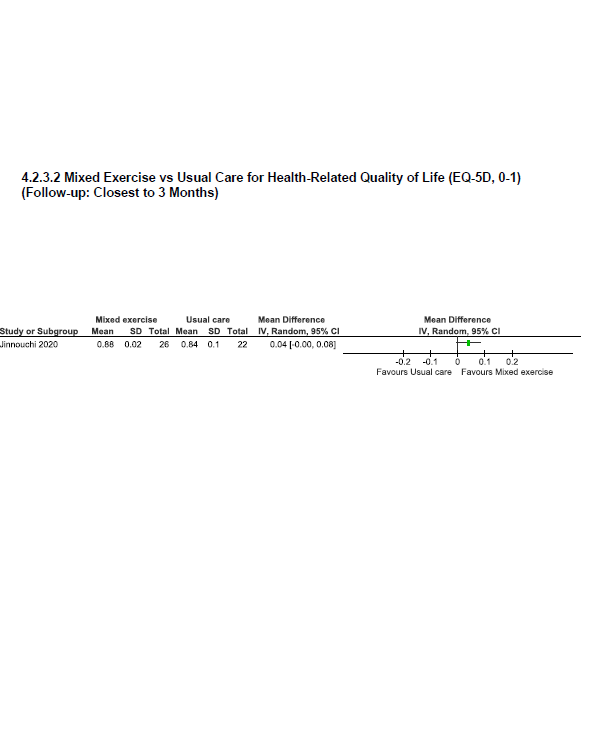 4.2.3.2 Mixed Exercise vs Usual Care for Health-Related Quality of Life (EQ-5D, 0-1)
(Follow-up: Closest to 3 Months)
Mixed exercise Usual care Mean Difference Mean Difference
Study or Subgroup Mean SD Total Mean SD Total IV, Random, 95% CI IV, Random, 95% CI
Jinnouchi 2020 0.88 0.02 26 0.84 0.1 22 0.04 [-0.00, 0.08]
-0.2 -0.1 0 0.1 0.2
Favours Usual care Favours Mixed exercise